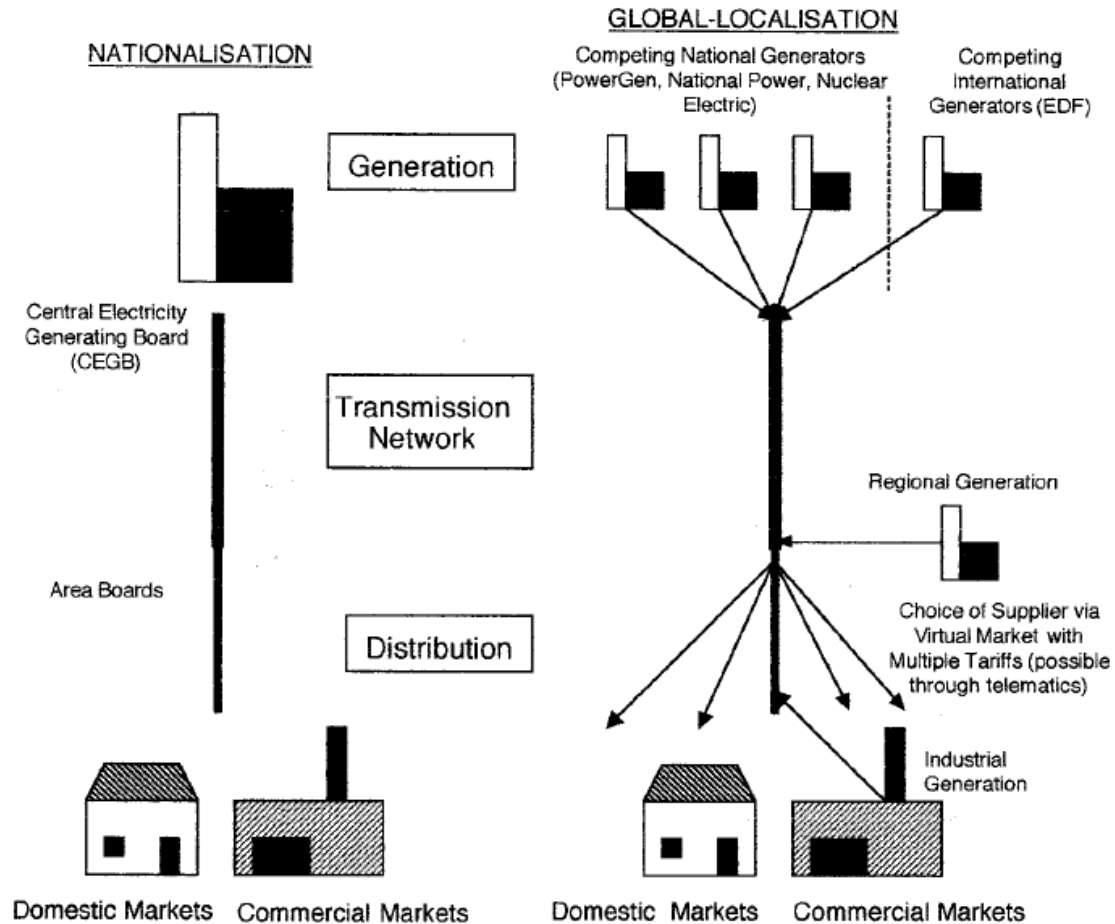 NATIONALISATION
Generation
Central Electricity
Generating Board
(CEGB)
Transmission
Network
Area Boards
Distribution
Domestic Markets
Commercial Markets
GLOBAL-LOCALISATION
Competing National Generators
(PowerGen, National Power, Nuclear
Electric)
Competing
International
Generators (EDF)
Regional Generation
Choice of Supplier via
Virtual Market with
Multiple Tariffs (possible
through telematics)
Industrial
Generation
Domestic Markets
Commercial Markets